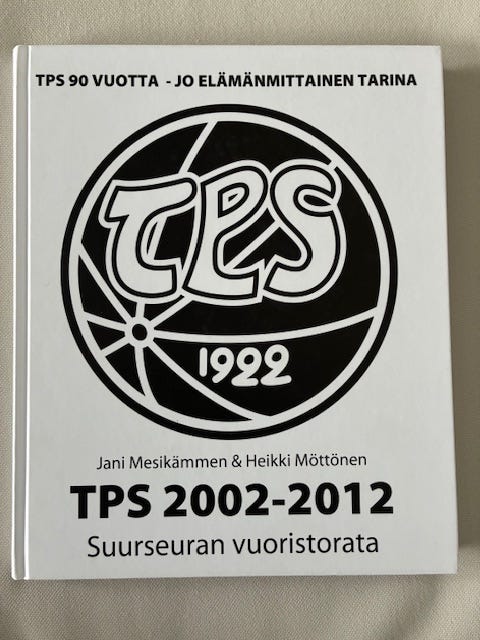 TPS 90 VUOTTA - JO ELÄMÄNMITTAINEN TARINA
TPS
1922
Jani Mesikämmen & Heikki Möttönen
TPS 2002-2012
Suurseuran vuoristorata